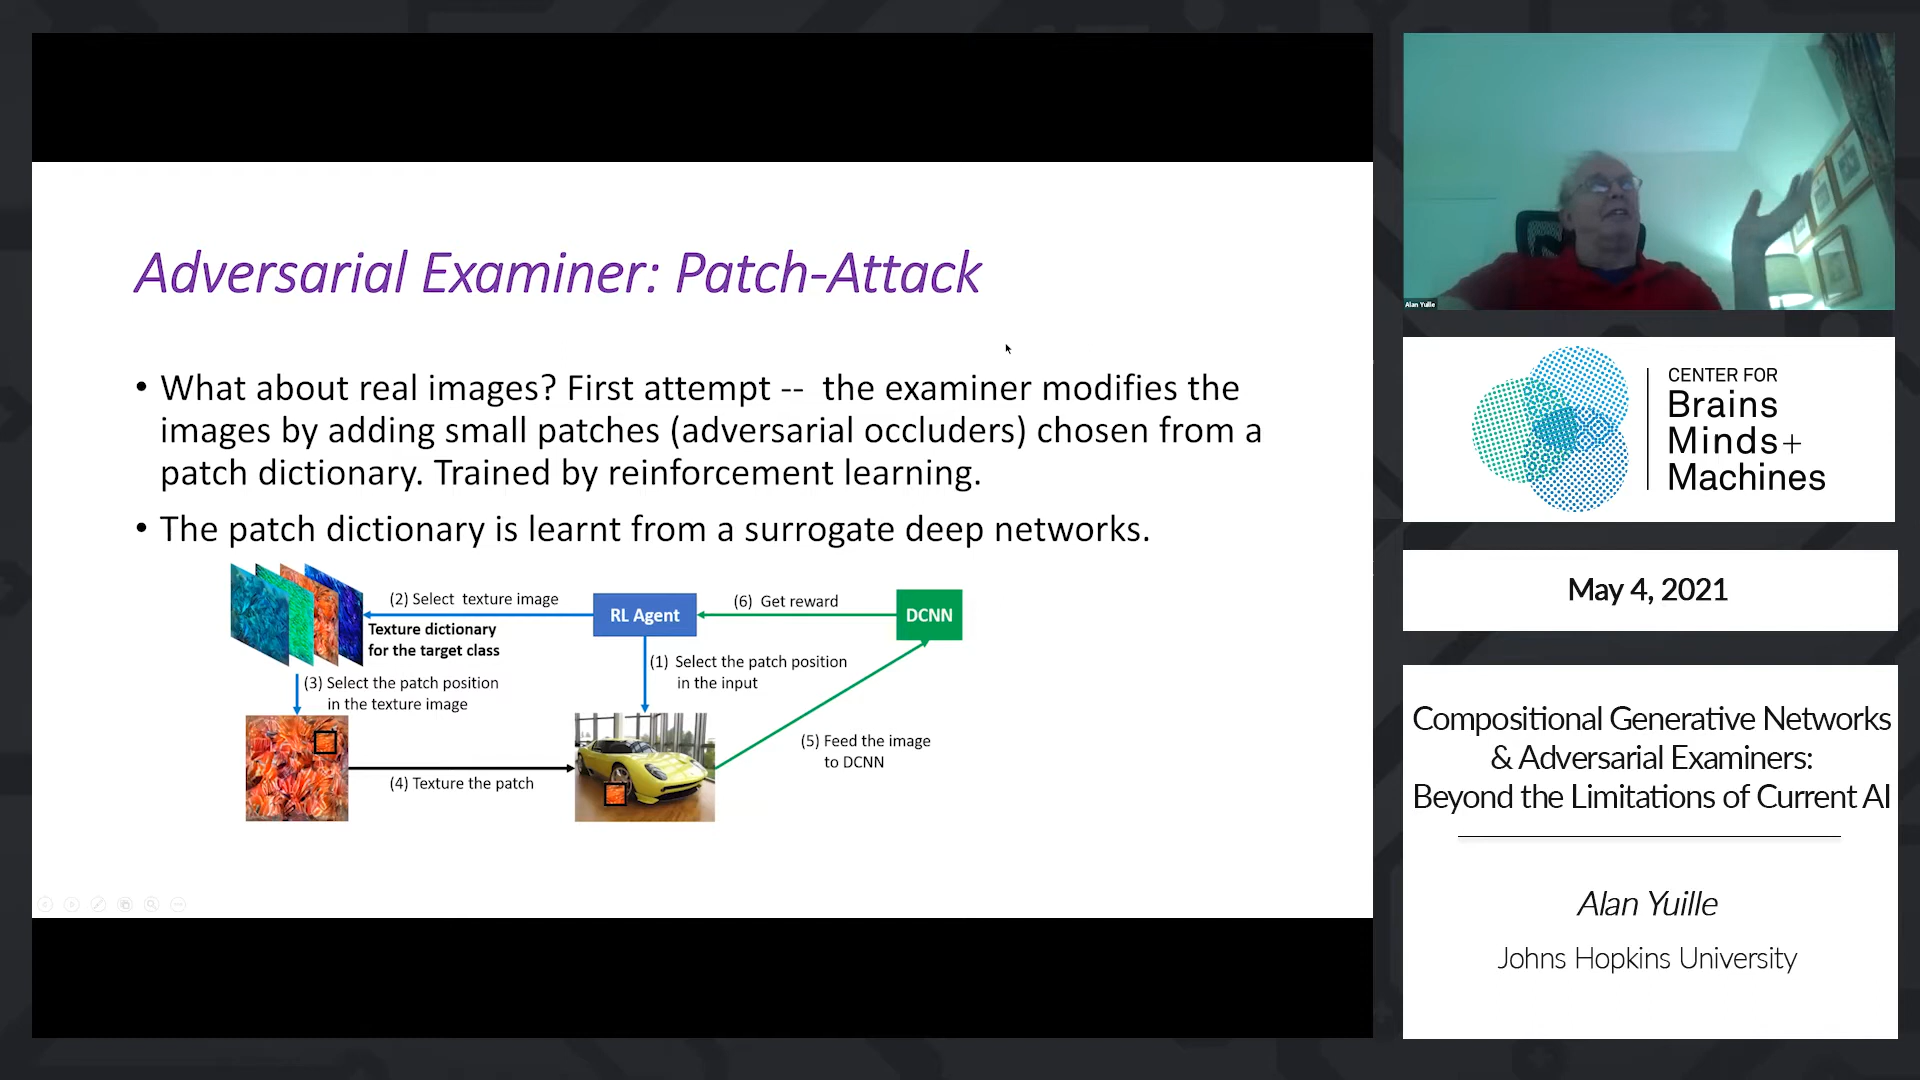 Adversarial Examiner: Patch-Attack
• What about real images? First attempt -- the examiner modifies the
images by adding small patches (adversarial occluders) chosen from a
patch dictionary. Trained by reinforcement learning.
• The patch dictionary is learnt from a surrogate deep networks.
(2) Select texture image
RL Agent
(6) Get reward
DCNN
Texture dictionary
for the target class
(1) Select the patch position
in the input
(3) Select the patch position
in the texture image
(4) Texture the patch
(5) Feed the image
to DCNN
Alan Yuille
CENTER FOR
Brains
Minds+
Machines
May 4, 2021
Compositional Generative Networks
& Adversarial Examiners:
Beyond the Limitations of Current AI
Alan Yuille
Johns Hopkins University